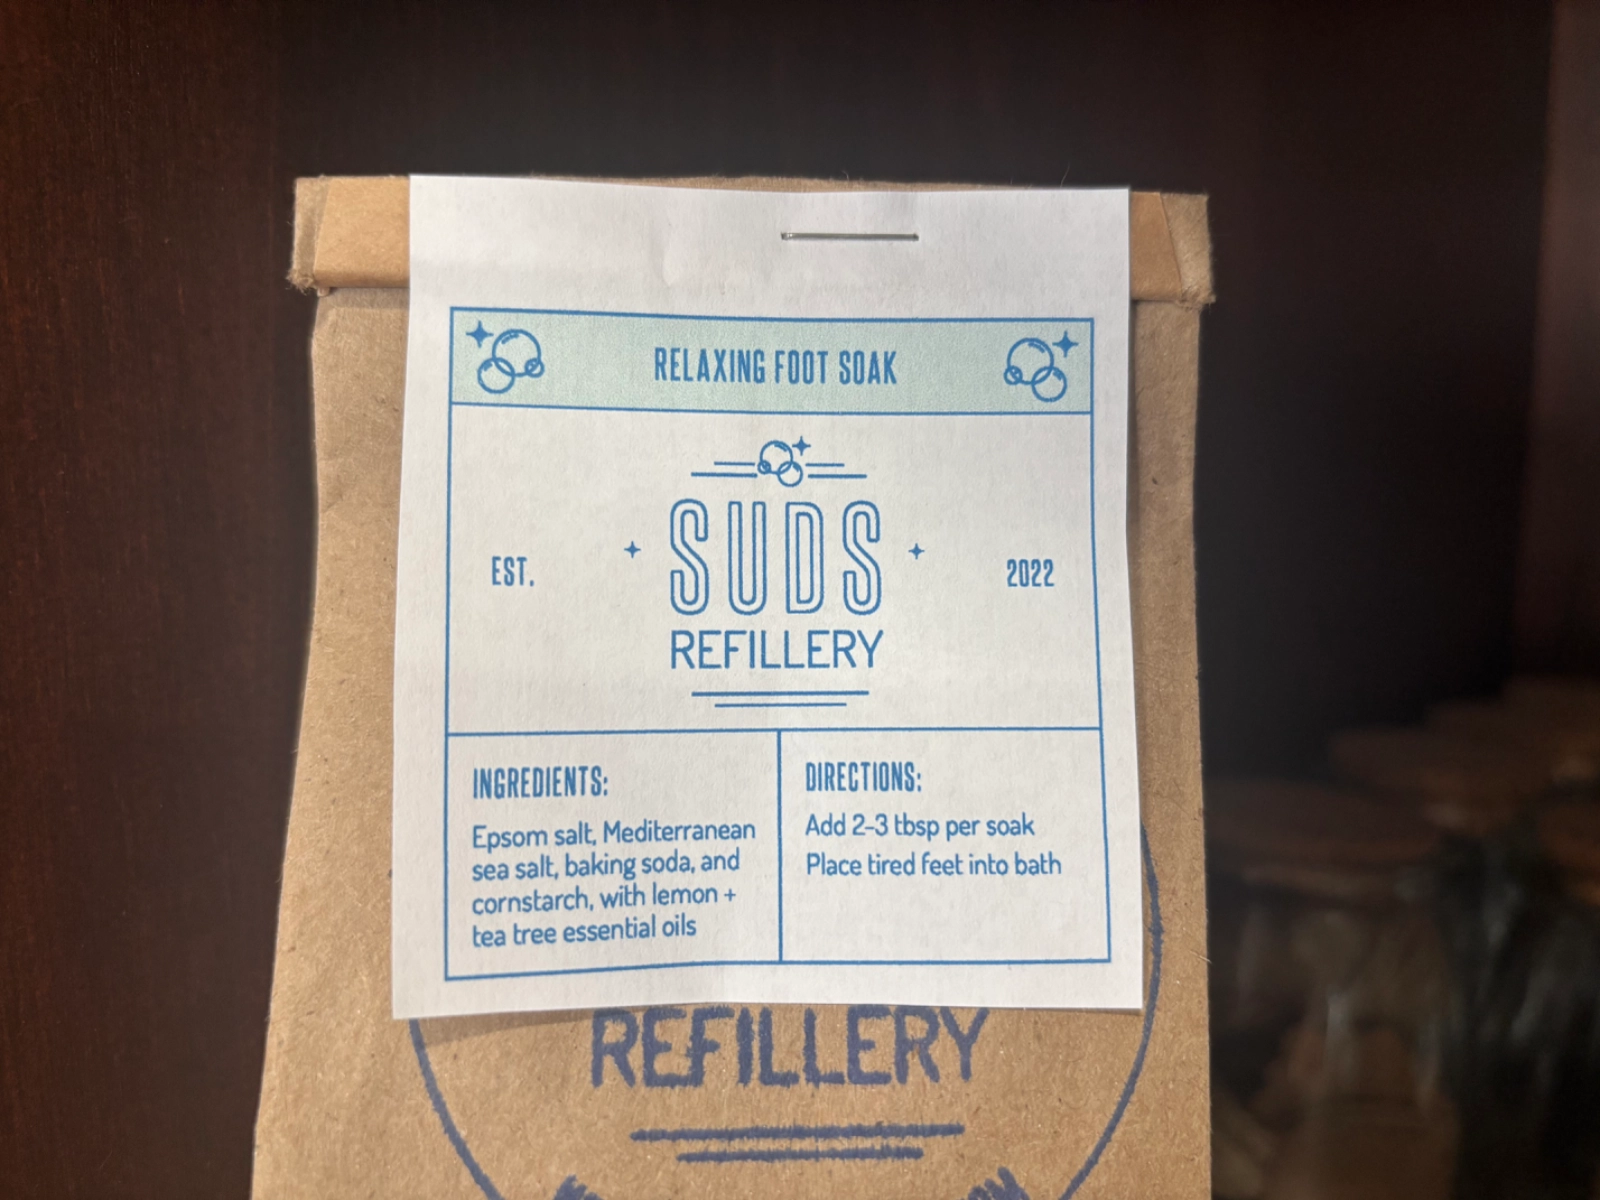 RELAXING FOOT SOAK
SUDS
EST.
2022
REFILLERY
INGREDIENTS:
Epsom salt, Mediterranean
sea salt, baking soda, and
cornstarch, with lemon +
tea tree essential oils
DIRECTIONS:
Add 2-3 tbsp per soak
Place tired feet into bath
REFILLERY